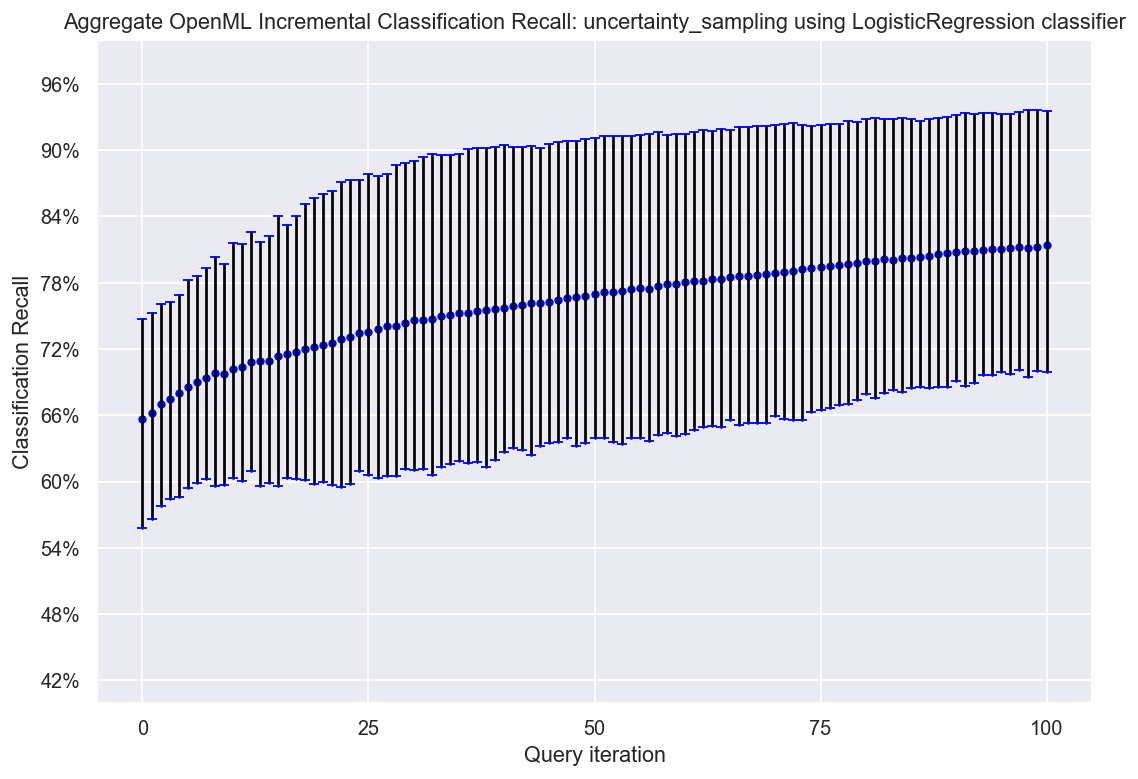 Aggregate OpenML Incremental Classification Recall: uncertainty_sampling using LogisticRegression classifier
96%
90%
84%
78%
72%
66%
60%
54%
48%
42%
Classification Recall
0 25 50 75 100
Query iteration